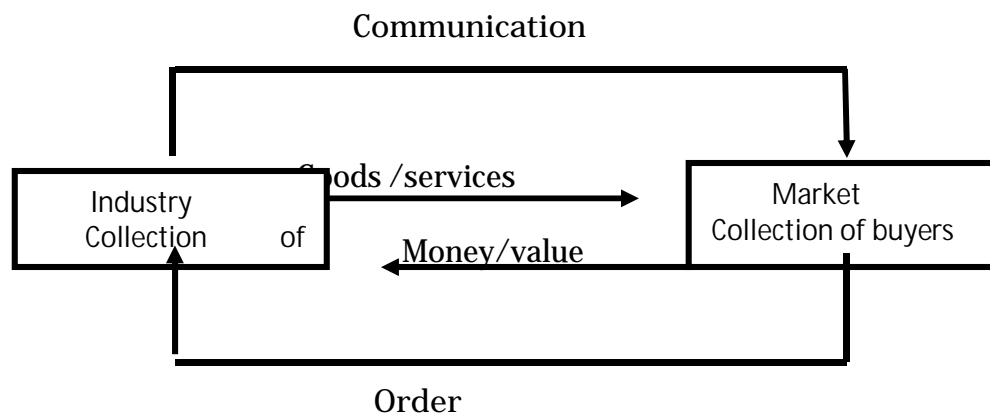 Communication
Goods /services
Industry
Collection of
Market
Collection of buyers
Money/value
Order